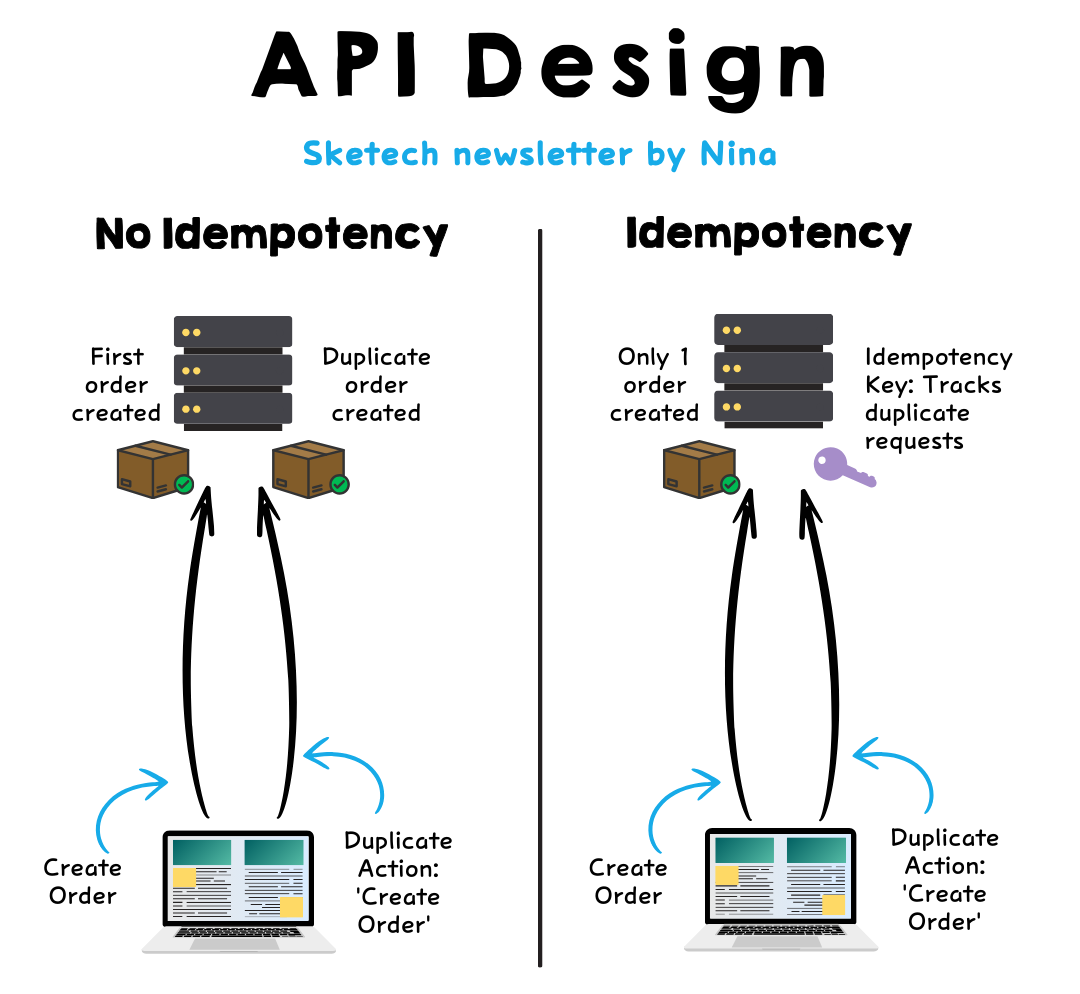 API Design
Sketech newsletter by Nina
No Idempotency
First
order
created
Duplicate
order
created
Create
Order
Duplicate
Action:
'Create
Order'
Idempotency
Only 1
order
created
Idempotency
Key: Tracks
duplicate
requests
Create
Order
Duplicate
Action:
'Create
Order'